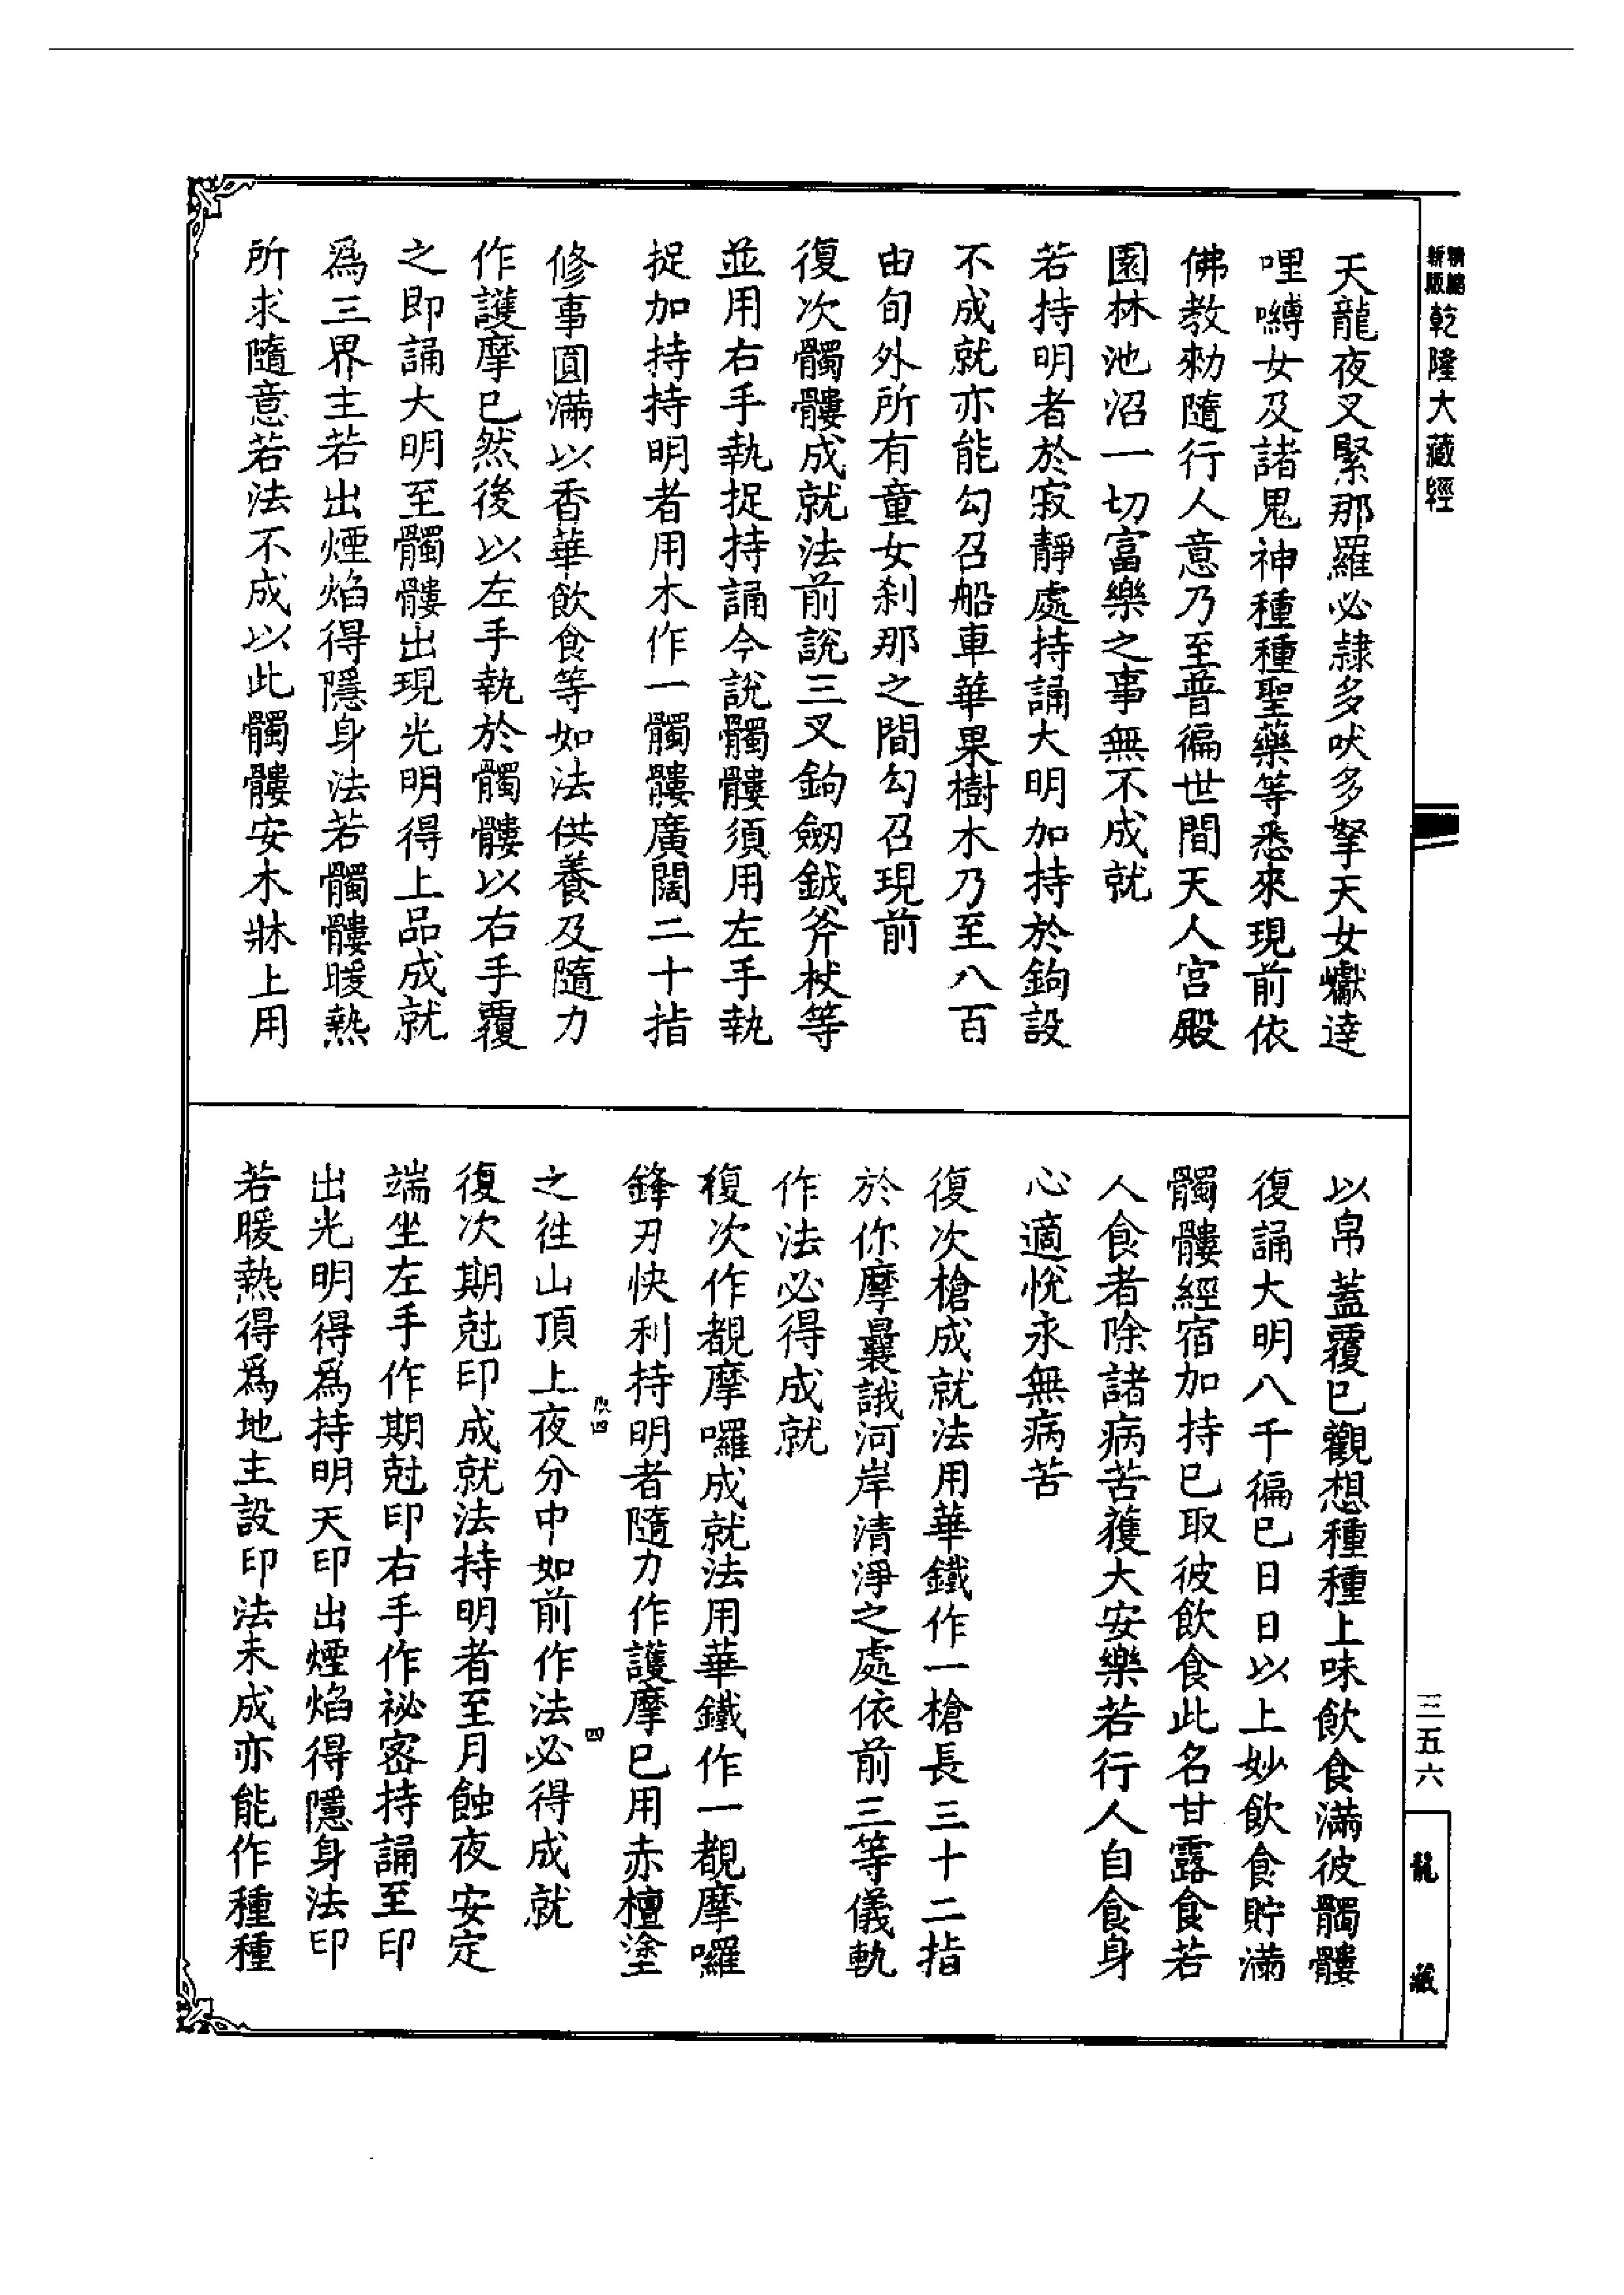 精縮
新版
乾隆大藏經
天龍夜叉緊那羅必隷多吠多拏天女巘達
哩嚩女及諸鬼神種種聖藥等悉來現前依
佛教勑隨行人意乃至普徧世間天人宮殿
園林池沼一切富樂之事無不成就
若持明者於寂靜處持誦大明加持於鉤設
不成就亦能勾召船車華果樹木乃至八百
由旬外所有童女刹那之間勾召現前
復次髑髏成就法前說三叉鉤劒鉞斧杖等
並用右手執捉持誦今說髑髏須用左手執
捉加持持明者用木作一髑髏廣闊二十指
修事圓滿以香華飲食等如法供養及隨力
作護摩已然後以左手執於髑髏以右手覆
之即誦大明至髑髏出現光明得上品成就
爲三界主若出煙焰得隱身法若髑髏暖熱
所求隨意若法不成以此髑髏安木牀上用
以帛蓋覆已觀想種種上味飲食滿彼髑髏
復誦大明八千徧已日日以上妙飲食貯滿
髑髏經宿加持已取彼飲食此名甘露食若
人食者除諸病苦獲大安樂若行人自食身
心適悅永無病苦
復次槍成就法用華鐵作一槍長三十二指
於你摩曩誐河岸清淨之處依前三等儀軌
作法必得成就
復次作覩摩囉成就法用華鐵作一覩摩囉
鋒刃快利持明者隨力作護摩已用赤檀塗
之往山頂上夜分中如前作法必得成就
復次期尅印成就法持明者至月蝕夜安定
端坐左手作期尅印右手作祕密持誦至印
出光明得爲持明天印出煙焰得隱身法印
若暖熱得爲地主設印法未成亦能作種種
四
三五六
龍藏